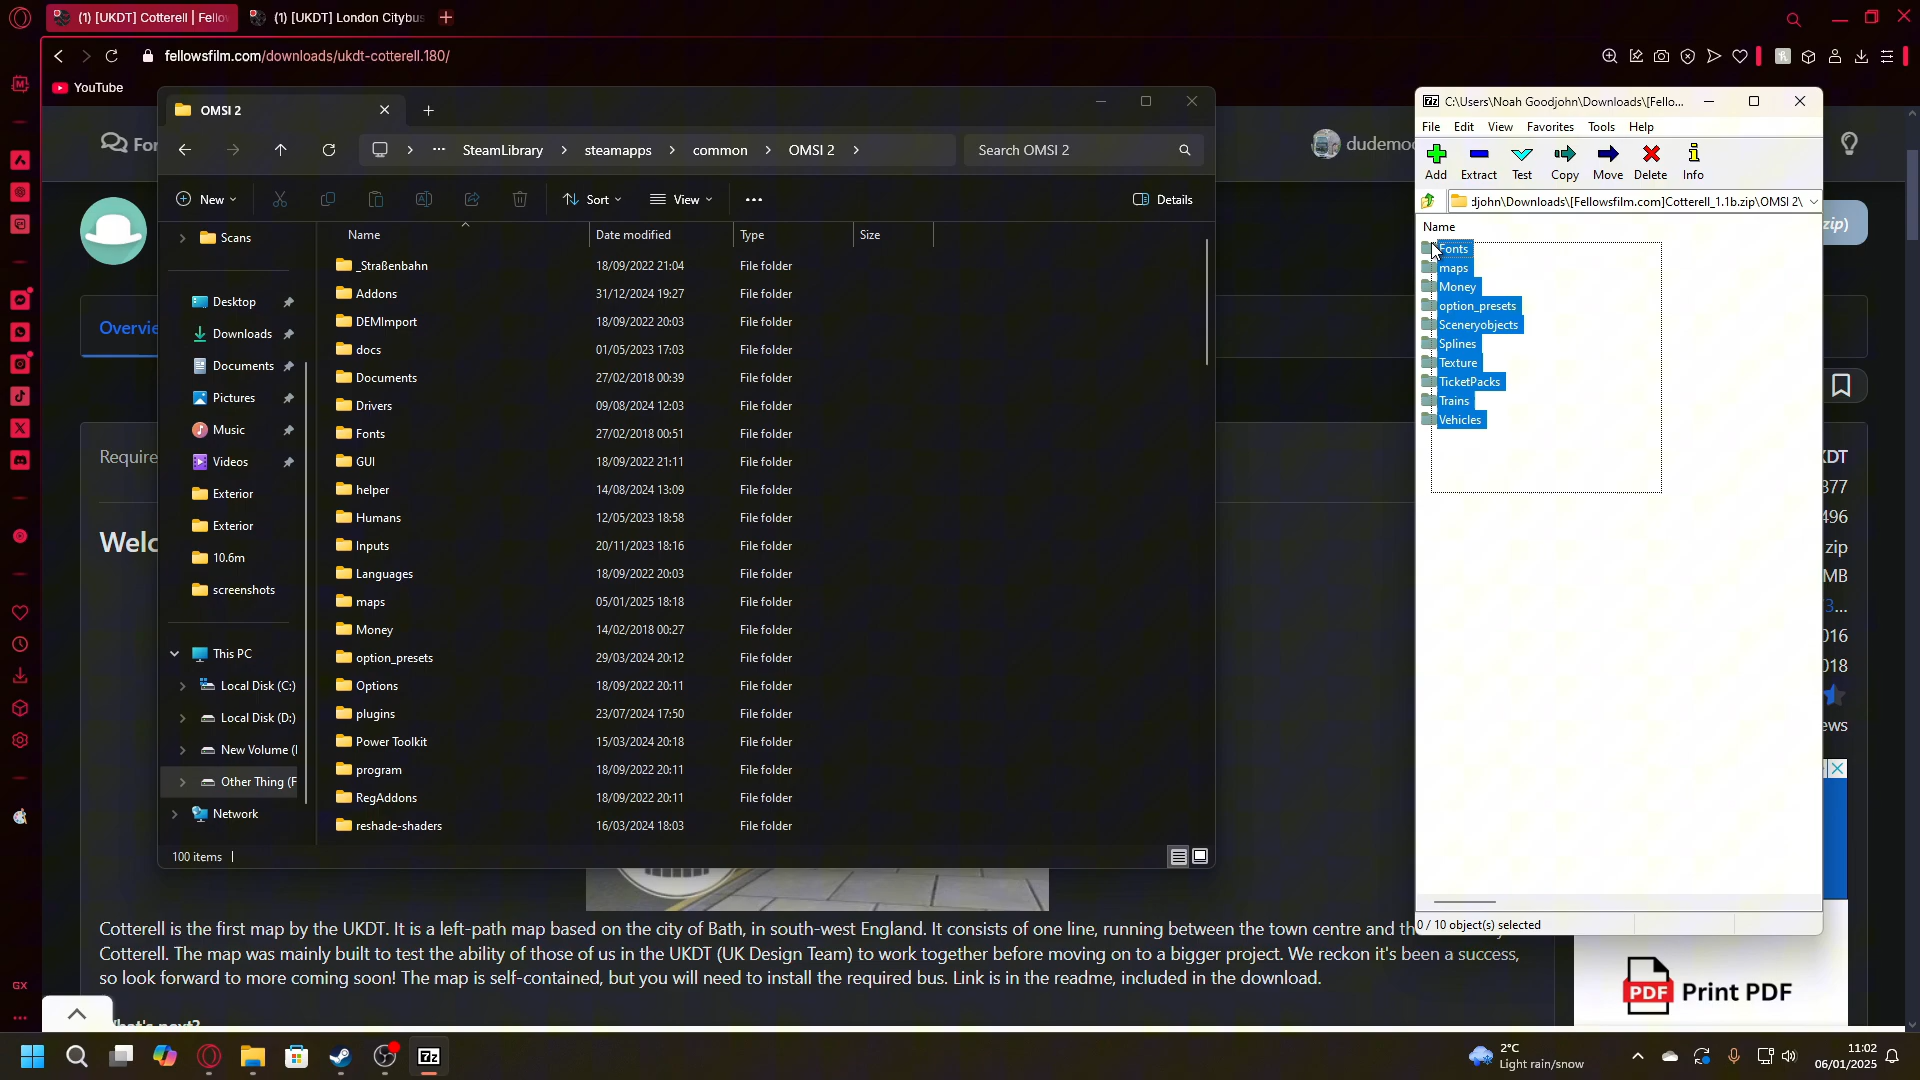 (1) [UKDT] Cotterell | Fello
(1) [UKDT] London Citybus
fellowsfilm.com/downloads/ukdt-cotterell.180/
YouTube
OMSI 2
SteamLibrary
steamapps
common
OMSI 2
Search OMSI 2
New
Sort
View
Details
Name
Date modified
Type
Size
Scans
Desktop
Downloads
Documents
Pictures
Music
Videos
Exterior
Exterior
10.6m
screenshots
This PC
Local Disk (C:)
Local Disk (D:)
New Volume (
Other Thing (F
Network
_Straßenbahn 18/09/2022 21:04 File folder
Addons 31/12/2024 19:27 File folder
DEMImport 18/09/2022 20:03 File folder
docs 01/05/2023 17:03 File folder
Documents 27/02/2018 00:39 File folder
Drivers 09/08/2024 12:03 File folder
Fonts 27/02/2018 00:51 File folder
GUI 18/09/2022 21:11 File folder
helper 14/08/2024 13:09 File folder
Humans 12/05/2023 18:58 File folder
Inputs 20/11/2023 18:16 File folder
Languages 18/09/2022 20:03 File folder
maps 05/01/2025 18:18 File folder
Money 14/02/2018 00:27 File folder
option_presets 29/03/2024 20:12 File folder
Options 18/09/2022 20:11 File folder
plugins 23/07/2024 17:50 File folder
Power Toolkit 15/03/2024 20:18 File folder
program 18/09/2022 20:11 File folder
RegAddons 18/09/2022 20:11 File folder
reshade-shaders 16/03/2024 18:03 File folder
100 items
For
dudemoc
Overvie
Require
Welc
C:\Users\Noah Goodjohn\Downloads\[Fello...
File Edit View Favorites Tools Help
Add Extract Test Copy Move Delete Info
:djohn\Downloads\[Fellowsfilm.com]Cotterell_1.1b.zip\OMSI 2\
Name
Fonts
maps
Money
option_presets
Sceneryobjects
Splines
Texture
TicketPacks
Trains
Vehicles
0 / 10 object(s) selected
zip)
KDT
377
496
zip
MB
3...
016
018
ews
Cotterell is the first map by the UKDT. It is a left-path map based on the city of Bath, in south-west England. It consists of one line, running between the town centre and th
Cotterell. The map was mainly built to test the ability of those of us in the UKDT (UK Design Team) to work together before moving on to a bigger project. We reckon it's been a success,
so look forward to more coming soon! The map is self-contained, but you will need to install the required bus. Link is in the readme, included in the download.
PDF Print PDF
GX
7z
2°C
Light rain/snow
11:02
06/01/2025